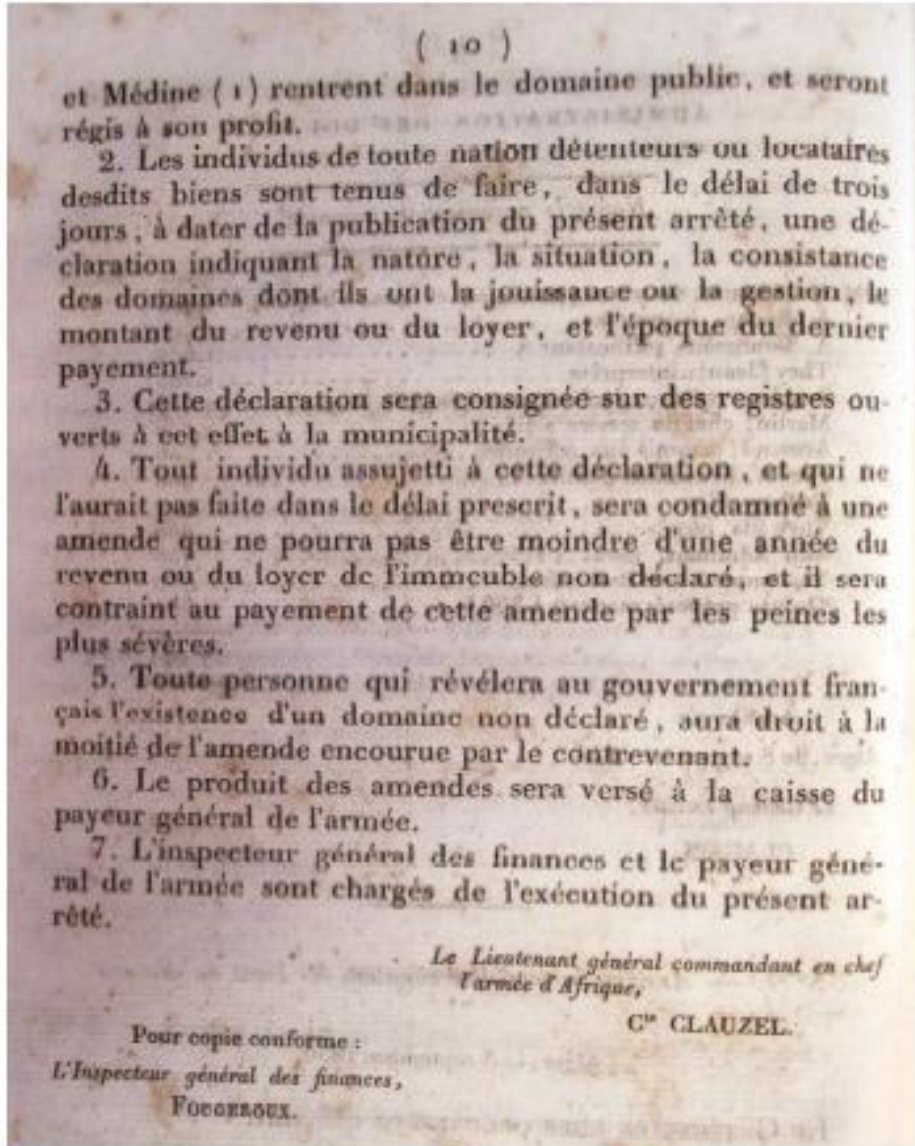 ( 10 )
et Médine (1) rentrent dans le domaine public, et seront
régis à son profit.
2. Les individus de toute nation détenteurs ou locataires
desdits biens sont tenus de faire, dans le délai de trois
jours, à dater de la publication du présent arrêté, une dé-
claration indiquant la nature, la situation, la consistance
des domaines dont ils ont la jouissance ou la gestion, le
montant du revenu ou du loyer, et l'époque du dernier
payement.
3. Cette déclaration sera consignée sur des registres ou-
verts à cet effet à la municipalité.
4. Tout individu assujetti à cette déclaration, et qui ne
l'aurait pas faite dans le délai prescrit, sera condamné à une
amende qui ne pourra pas être moindre d'une année du
revenu ou du loyer de l'immeuble non déclaré, et il sera
contraint au payement de cette amende par les peines les
plus sévères.
5. Toute personne qui révélera au gouvernement fran-
çais l'existence d'un domaine non déclaré, aura droit à la
moitié de l'amende encourue par le contrevenant.
6. Le produit des amendes sera versé à la caisse du
payeur général de l'armée.
7. L'inspecteur général des finances et le payeur géné-
ral de l'armée sont chargés de l'exécution du présent ar-
rêté.
Le Lieutenant général commandant en chef
l'armée d'Afrique,
Cte CLAUZEL.
Pour copie conforme :
L'Inspecteur général des finances,
FOUGEROUX.